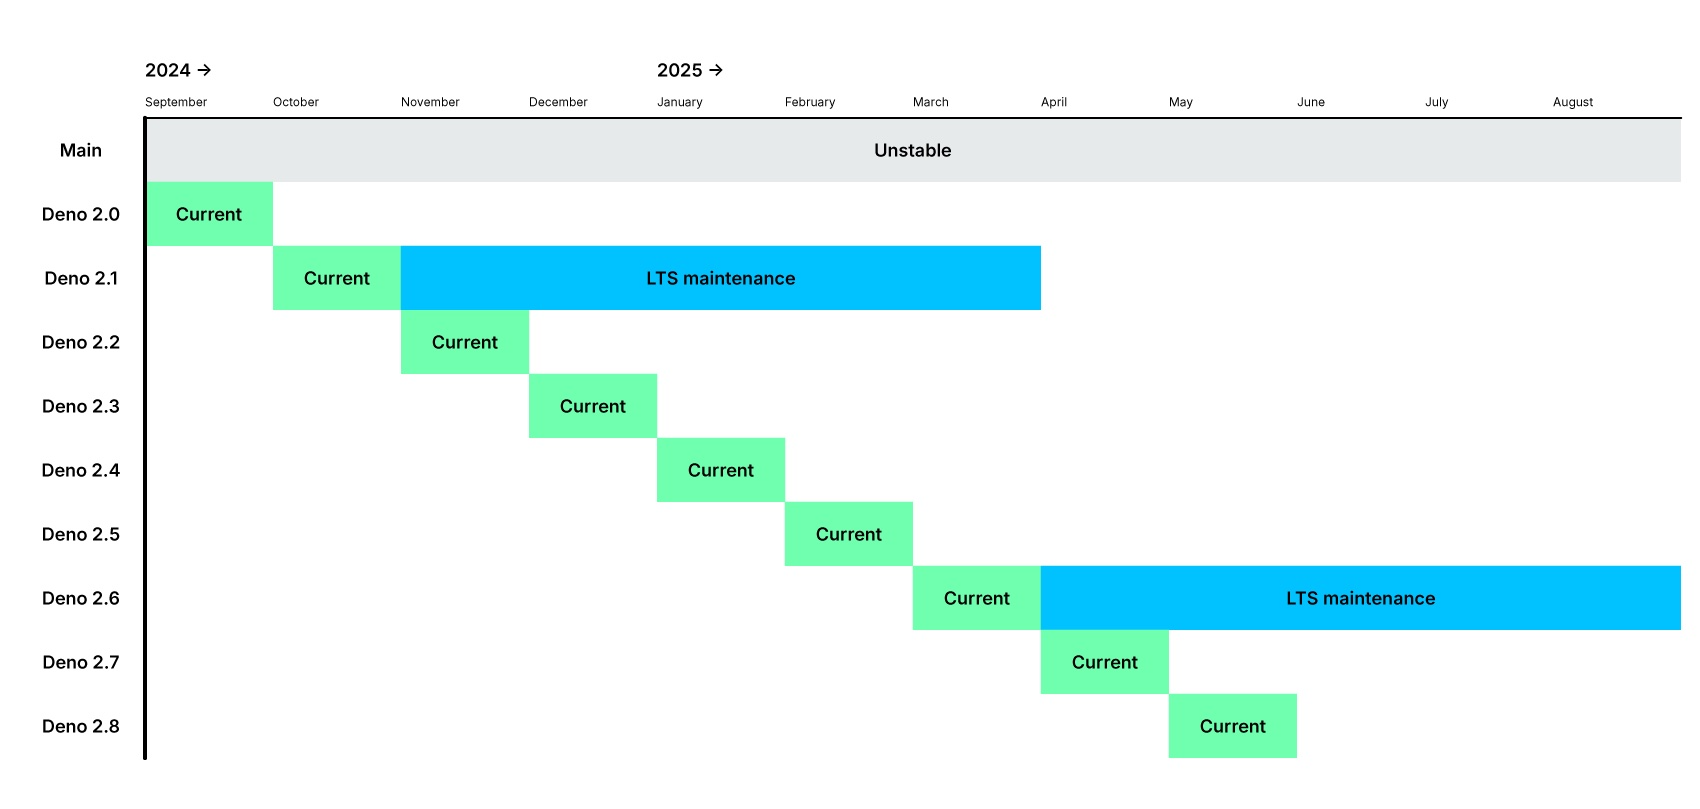 2024 → 2025 →
September October November December January February March April May June July August
Main Unstable
Deno 2.0 Current
Deno 2.1 Current LTS maintenance
Deno 2.2 Current
Deno 2.3 Current
Deno 2.4 Current
Deno 2.5 Current
Deno 2.6 Current LTS maintenance
Deno 2.7 Current
Deno 2.8 Current